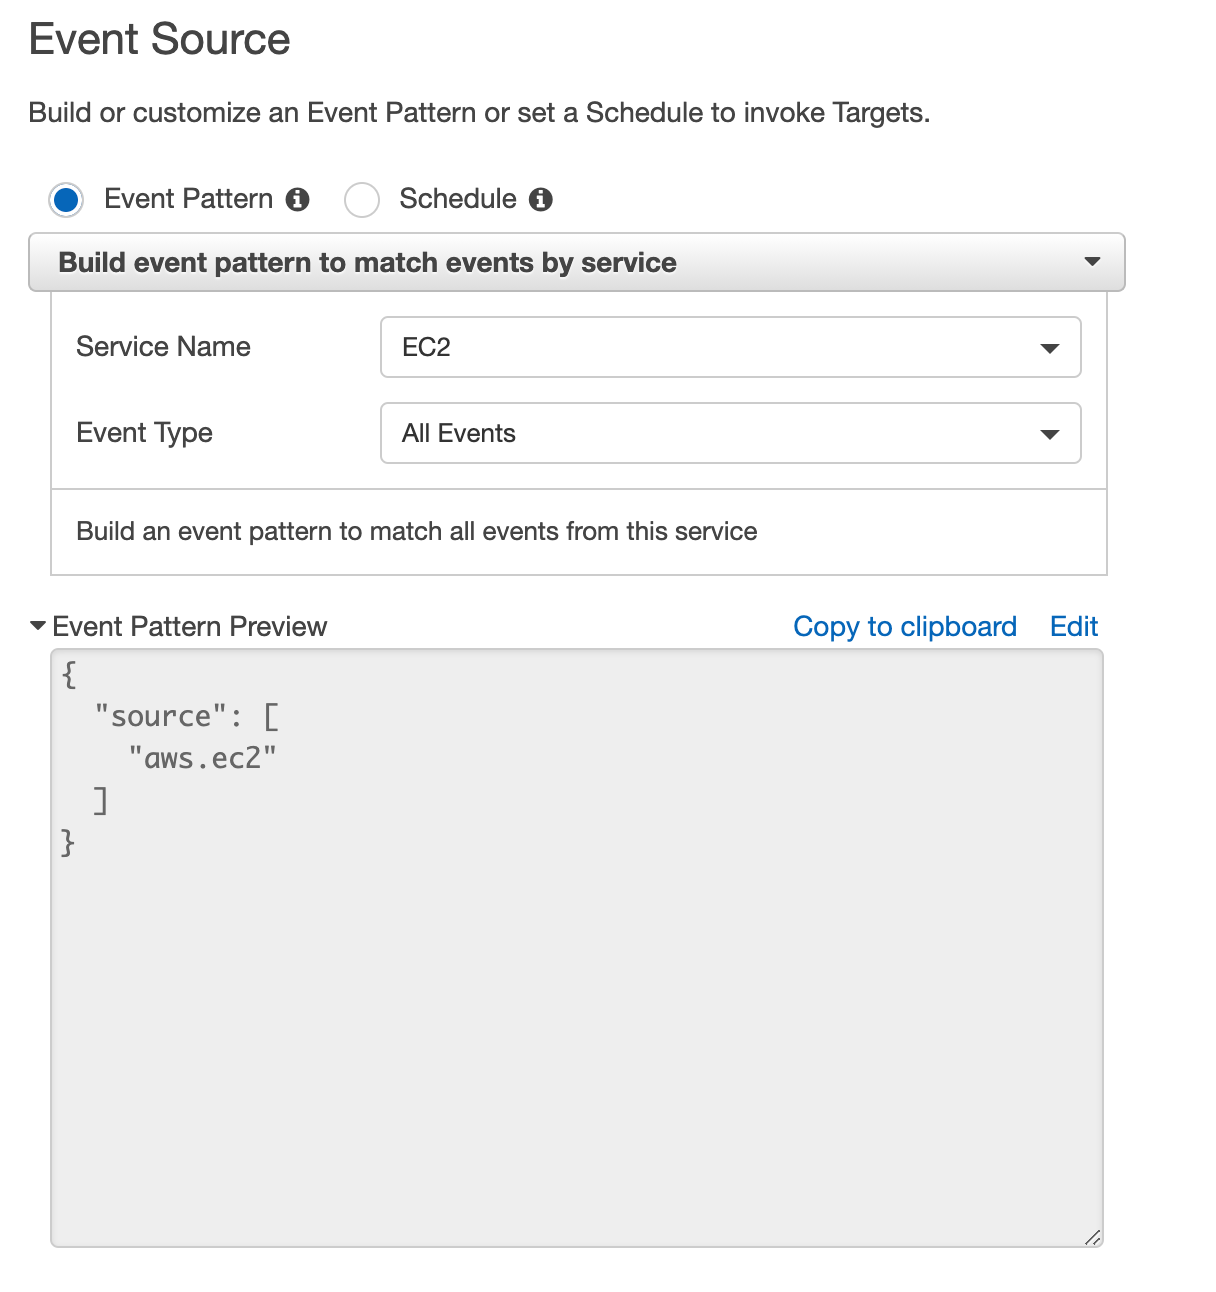 Event Source
Build or customize an Event Pattern or set a Schedule to invoke Targets.
Event Pattern Schedule
Build event pattern to match events by service
Service Name EC2
Event Type All Events
Build an event pattern to match all events from this service
Event Pattern Preview Copy to clipboard Edit
{
  "source": [
    "aws.ec2"
  ]
}